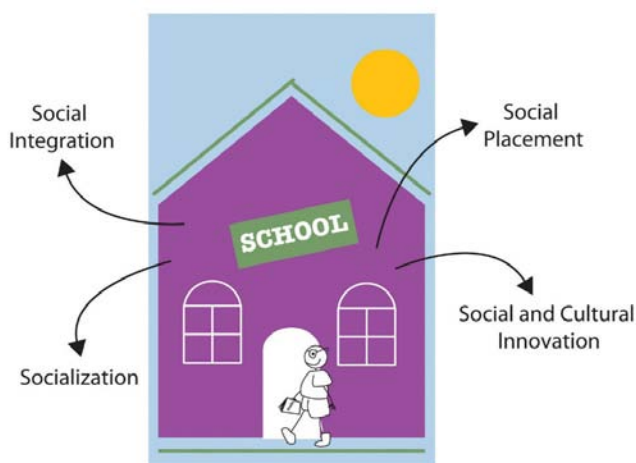 Social
Integration
Social
Placement
SCHOOL
Socialization
Social and Cultural
Innovation